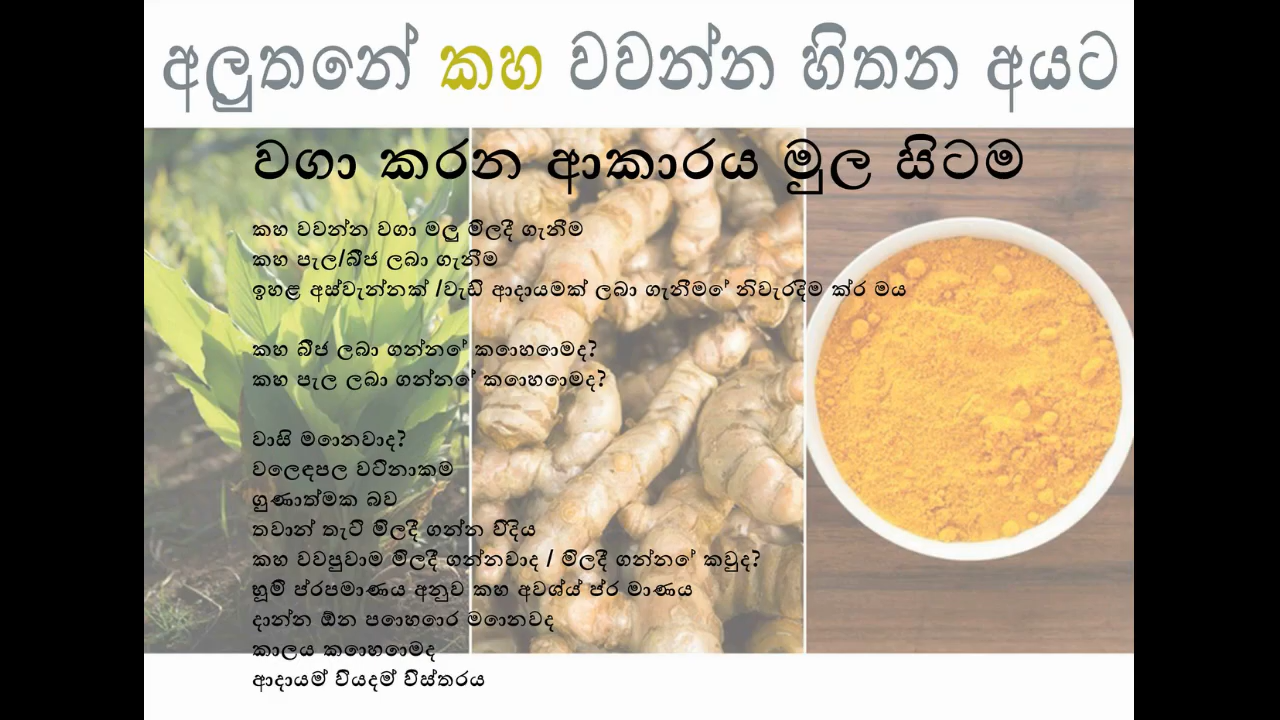 අලුතනේ කහ වවන්න හිතන අයට
වගා කරන ආකාරය මුල සිටම
කහ වවන්න වගා මලු මිලදී ගැනීම
කහ පැල/බීජ ලබා ගැනීම
ඉහළ අස්වැන්නක් /වැඩි ආදායමක් ලබා ගැනීම ේ නිවැරදිම ක්ර මය
කහ බීජ ලබා ගන්න ේ ක ොහ ොමද?
කහ පැල ලබා ගන්න ේ ක ොහ ොමද?
වාසි ම ොනවාද?
වලෙඳපල වටිනාකම
ගුණාත්මක බව
තවාන් තැටි මිලදී ගන්න විදිය
කහ වවපුවාම මිලදී ගන්නවාද / මිලදී ගන්න ේ කවුද?
භූමි ප්රපමාණය අනුව කහ අවශ්ය් ප්ර මාණය
දාන්න ඕන ප ොහ ොර ම ොනවද
කාලය ක ොහ ොමද
ආදායම් වියදම් විස්තරය